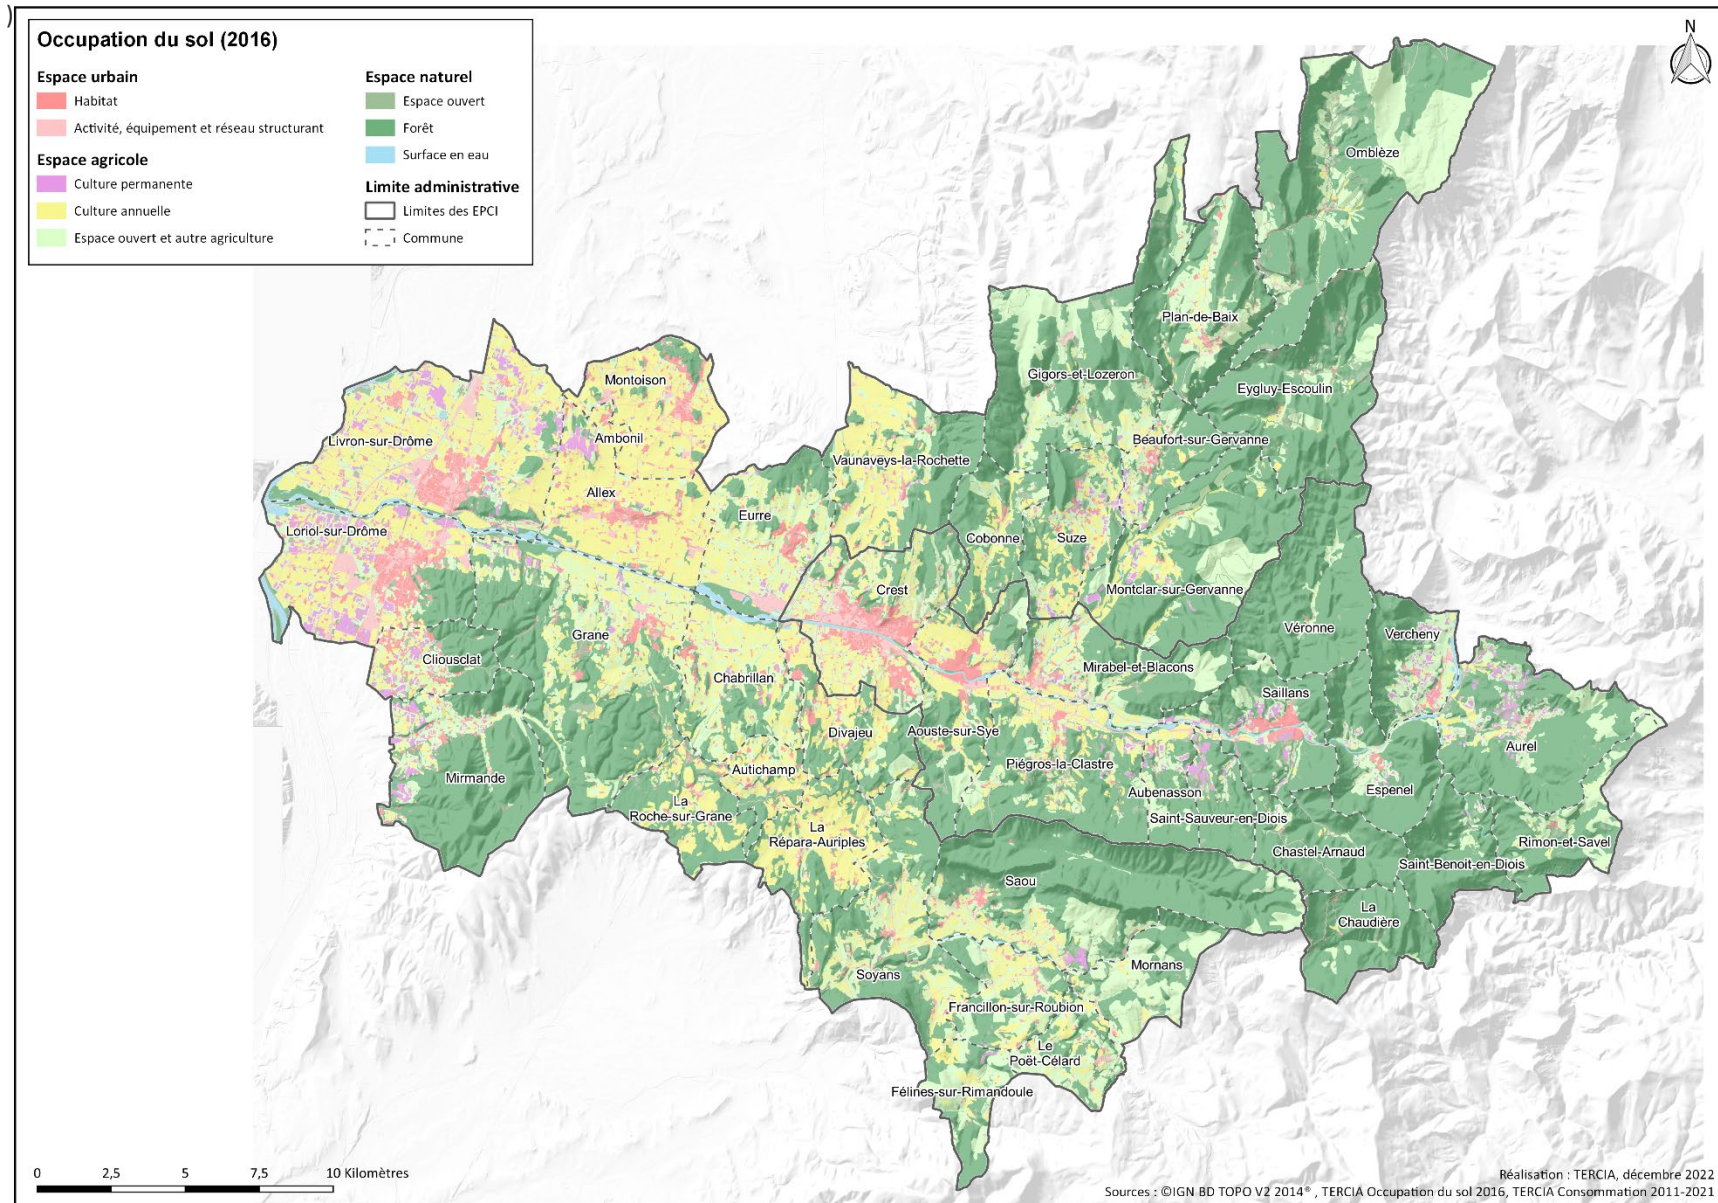 )
Occupation du sol (2016)
Espace urbain
Habitat
Activité, équipement et réseau structurant
Espace agricole
Culture permanente
Culture annuelle
Espace ouvert et autre agriculture
Espace naturel
Espace ouvert
Forêt
Surface en eau
Limite administrative
Limites des EPCI
Commune
N
Omblèze
Plan-de-Baix
Gigors-et-Lozeron
Eygluy-Escoulin
Montoison
Livron-sur-Drôme
Ambonil
Beaufort-sur-Gervanne
Vaunaveys-la-Rochette
Allex
Eurre
Loriol-sur-Drôme
Cobonne
Suze
Crest
Montclar-sur-Gervanne
Grane
Véronne
Vercheny
Cliousclat
Mirabel-et-Blacons
Chabrillan
Saillans
Divajeu
Aouste-sur-Sye
Aurel
Autichamp
Piégros-la-Clastre
Mirmande
Aubenasson
Espenel
La
Roche-sur-Grane
Saint-Sauveur-en-Diois
La
Répara-Auriples
Rimon-et-Savel
Chastel-Arnaud
Saint-Benoit-en-Diois
Saou
La
Chaudière
Mornans
Soyans
Francillon-sur-Roubion
Le
Poët-Célard
Félines-sur-Rimandoule
0 2,5 5 7,5 10 Kilomètres
Réalisation : TERCIA, décembre 2022
Sources : ©IGN BD TOPO V2 2014® , TERCIA Occupation du sol 2016, TERCIA Consommation 2011-2021